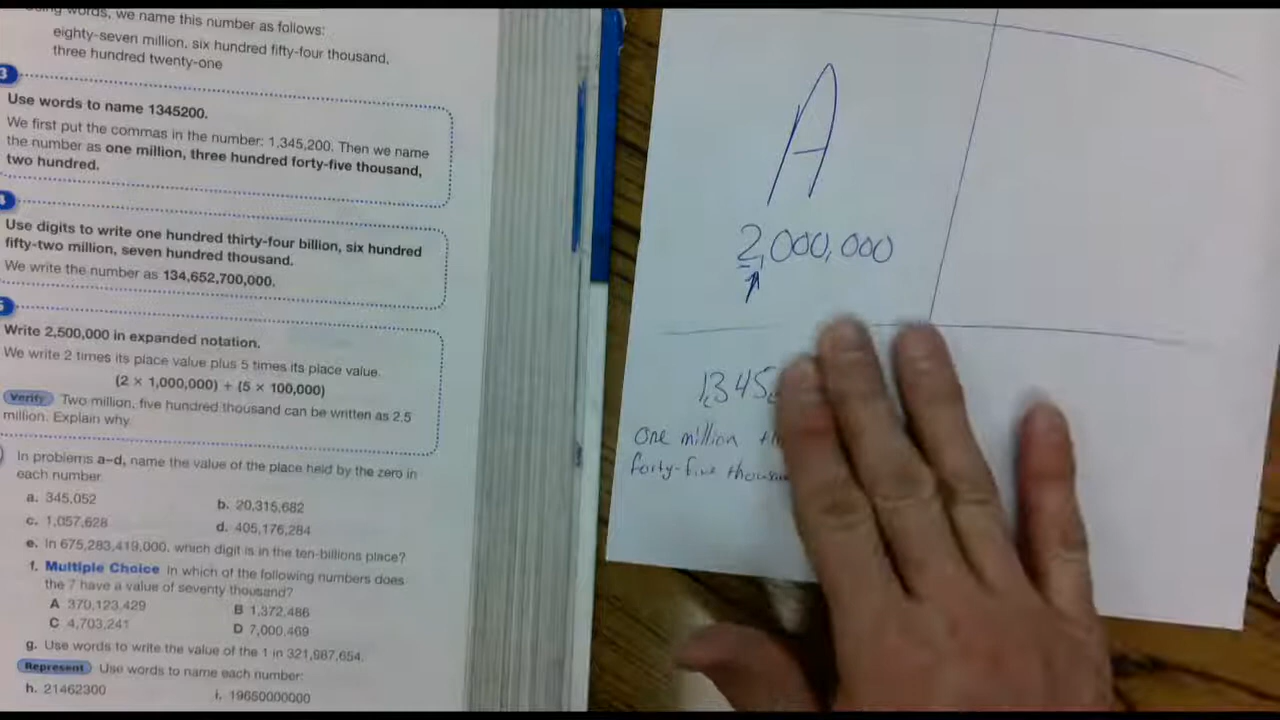 words, we name this number as follows:
eighty-seven million, six hundred fifty-four thousand,
three hundred twenty-one
3
Use words to name 1345200.
We first put the commas in the number: 1,345,200. Then we name
the number as one million, three hundred forty-five thousand,
two hundred.
4
Use digits to write one hundred thirty-four billion, six hundred
fifty-two million, seven hundred thousand.
We write the number as 134,652,700,000.
5
Write 2,500,000 in expanded notation.
We write 2 times its place value plus 5 times its place value.
(2 × 1,000,000) + (5 × 100,000)
Verify Two million, five hundred thousand can be written as 2.5
million. Explain why.
In problems a–d, name the value of the place held by the zero in
each number.
a. 345,052 b. 20,315,682
c. 1,057,628 d. 405,176,284
e. In 675,283,419,000, which digit is in the ten-billions place?
f. Multiple Choice In which of the following numbers does
the 7 have a value of seventy thousand?
A 370,123,429 B 1,372,486
C 4,703,241 D 7,000,469
g. Use words to write the value of the 1 in 321,987,654.
Represent Use words to name each number:
h. 21462300 i. 19650000000
A
2,000,000
1,345,
one million
forty-five thousand